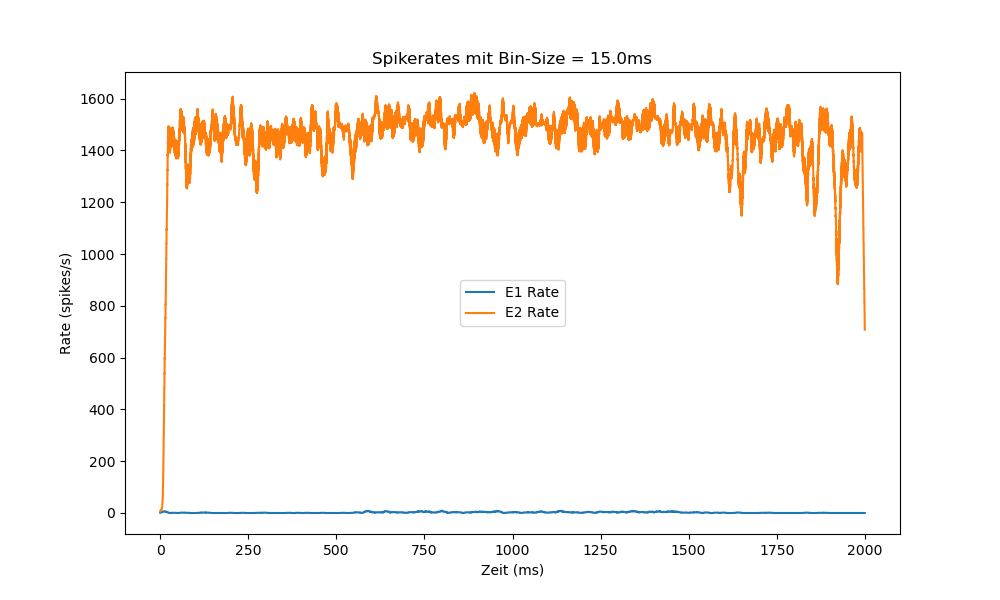 Spikerates mit Bin-Size = 15.0ms
1600
1400
1200
1000
800
600
400
200
0
Rate (spikes/s)
E1 Rate
E2 Rate
0 250 500 750 1000 1250 1500 1750 2000
Zeit (ms)